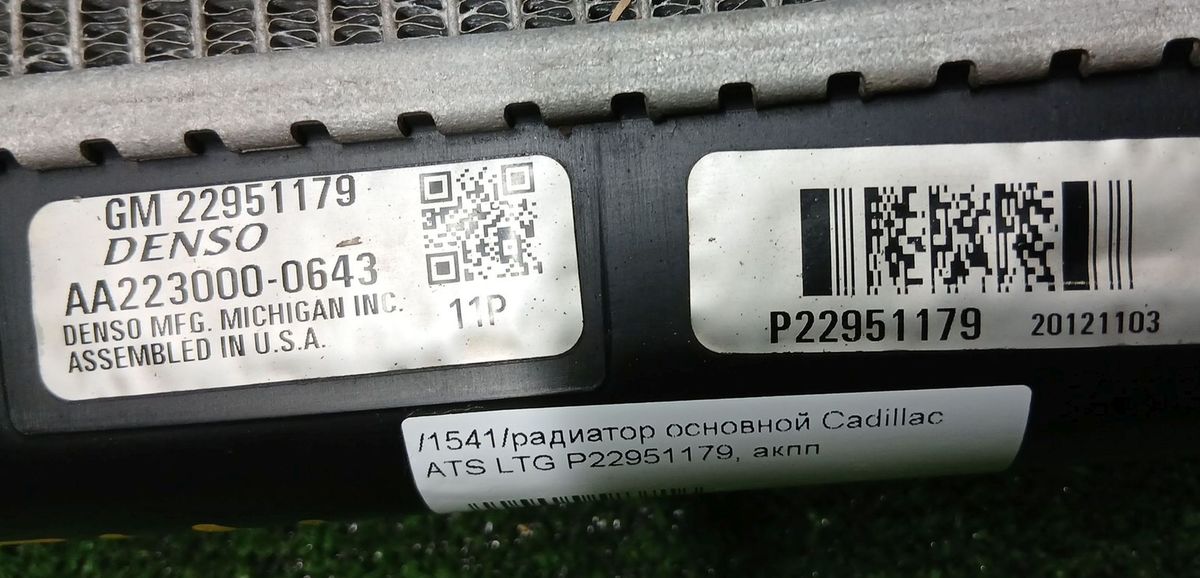 GM 22951179
DENSO
AA223000-0643
DENSO MFG. MICHIGAN INC.
ASSEMBLED IN U.S.A.
11P
P22951179 20121103
/1541/радиатор основной Cadillac
ATS LTG P22951179, акпп